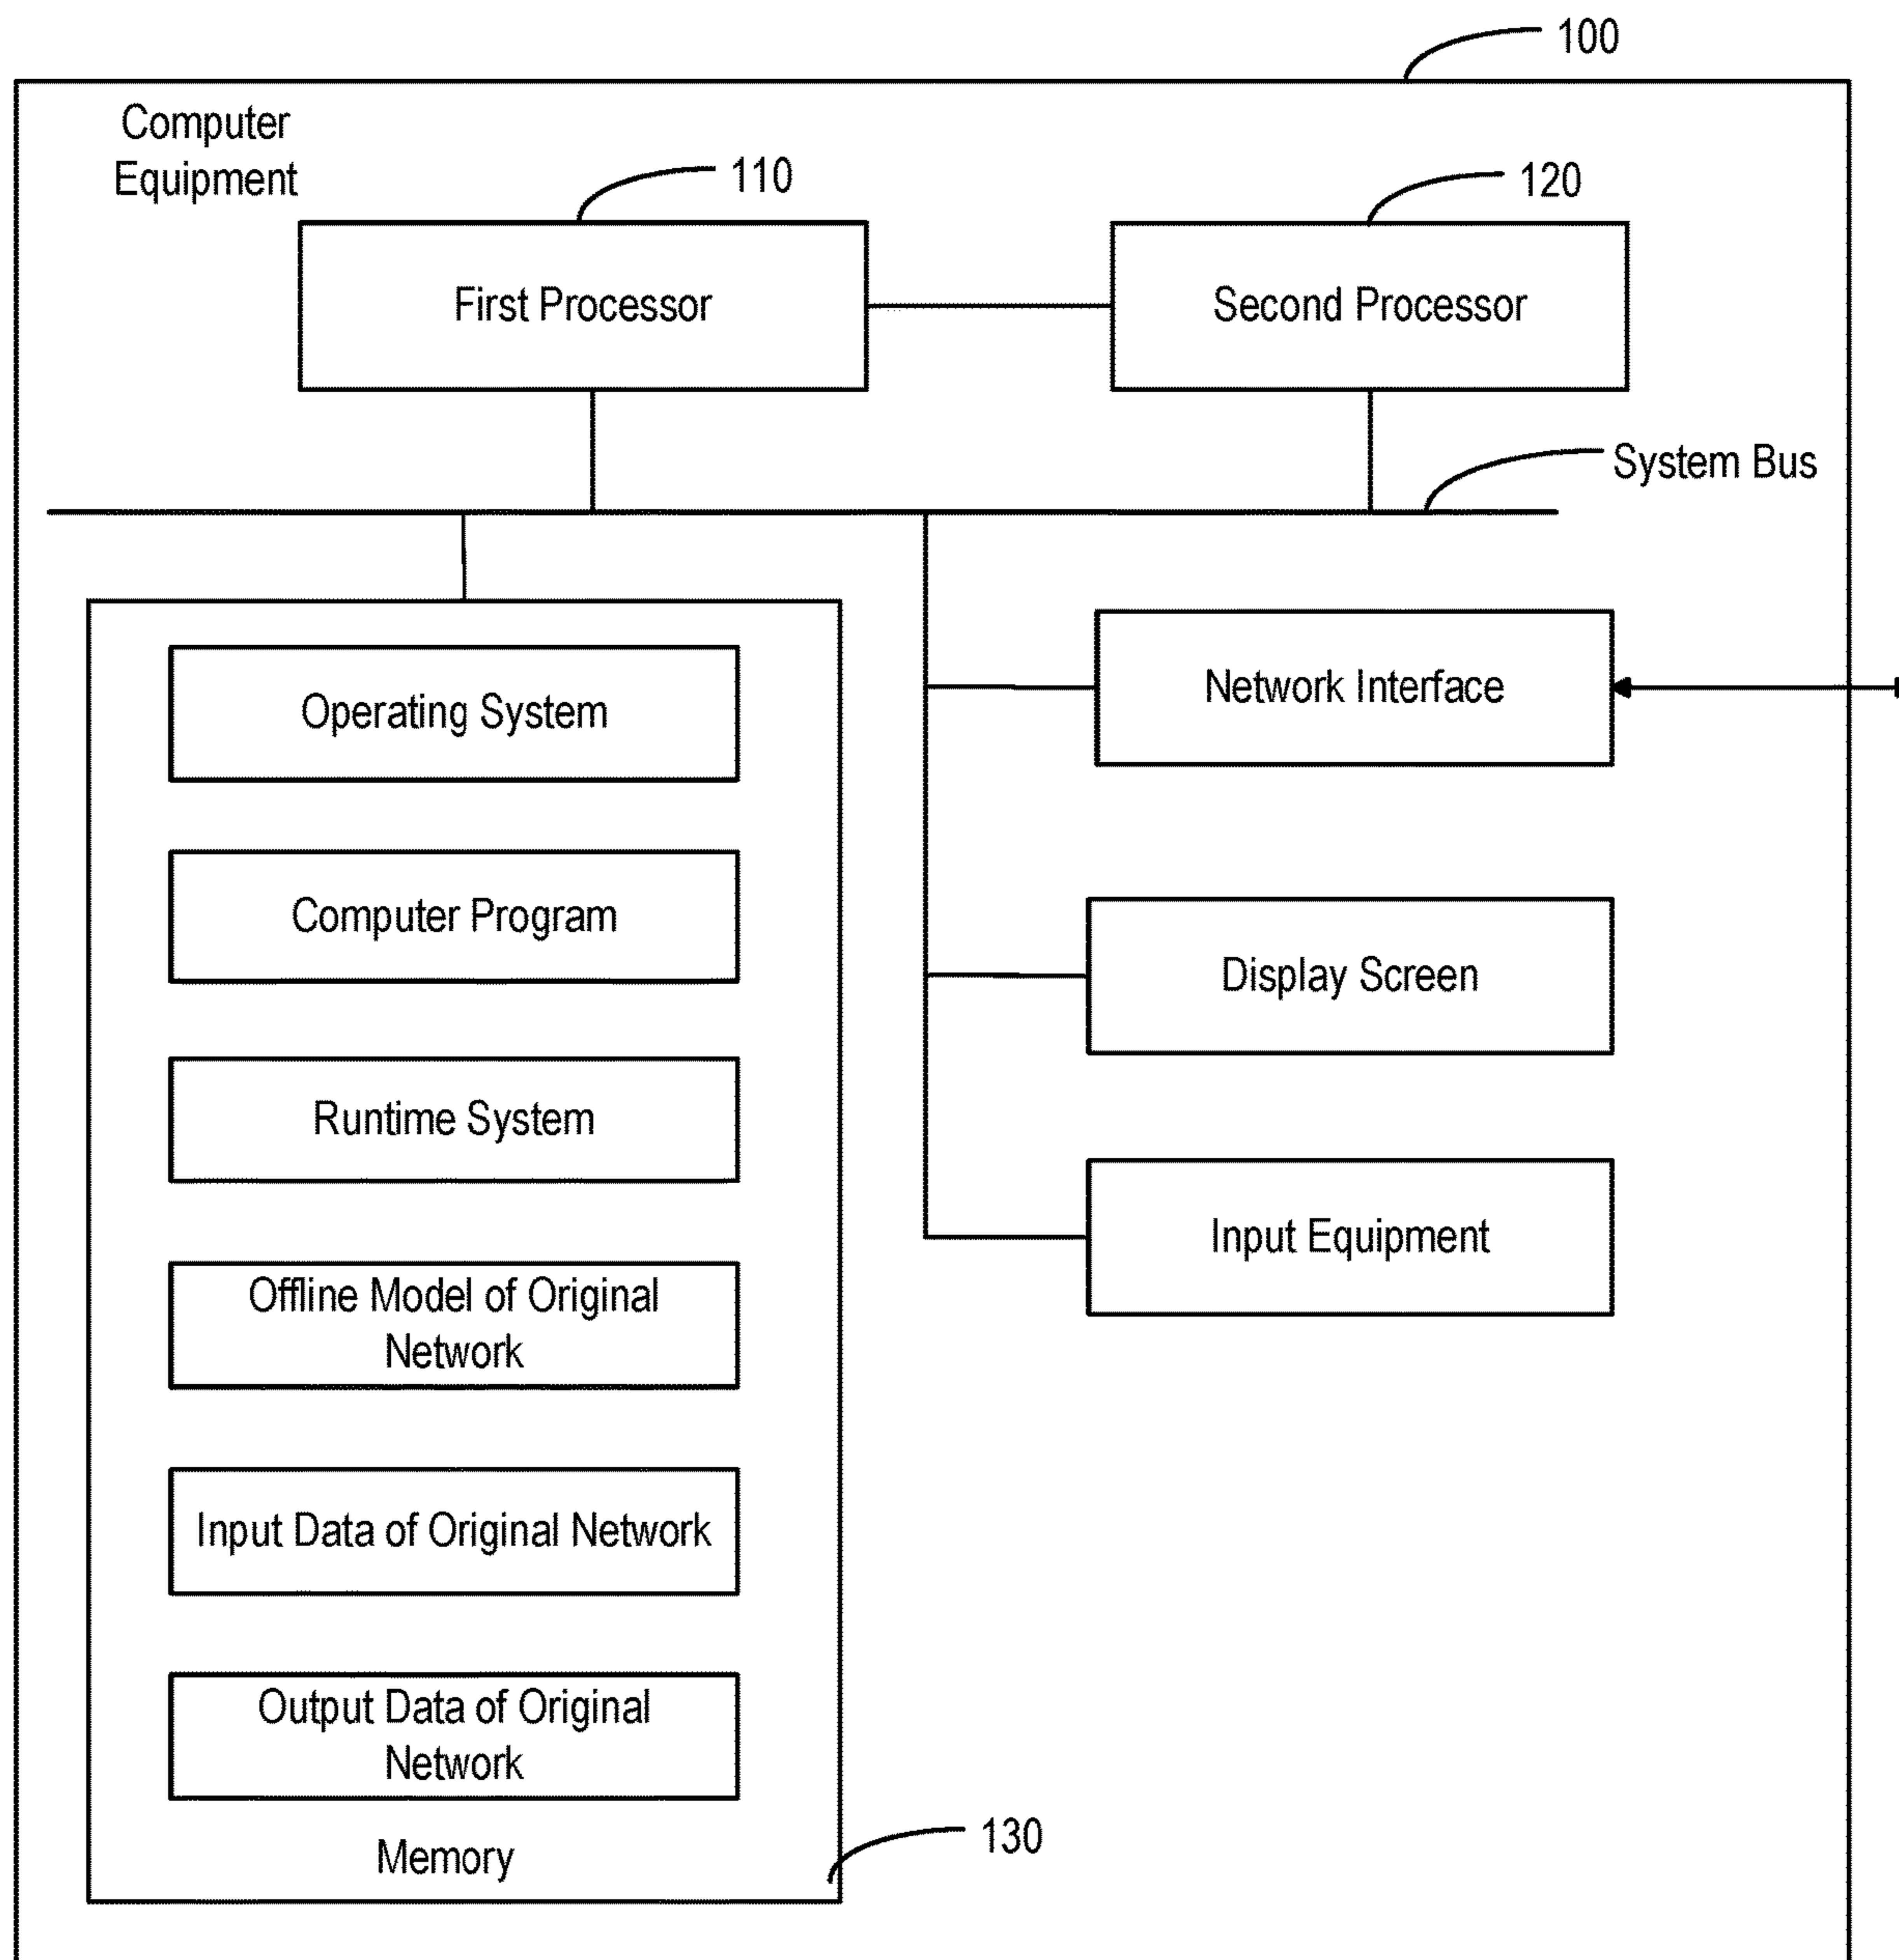 100
Computer
Equipment
110
120
First Processor
Second Processor
System Bus
Operating System
Network Interface
Computer Program
Display Screen
Runtime System
Input Equipment
Offline Model of Original
Network
Input Data of Original Network
Output Data of Original
Network
130
Memory